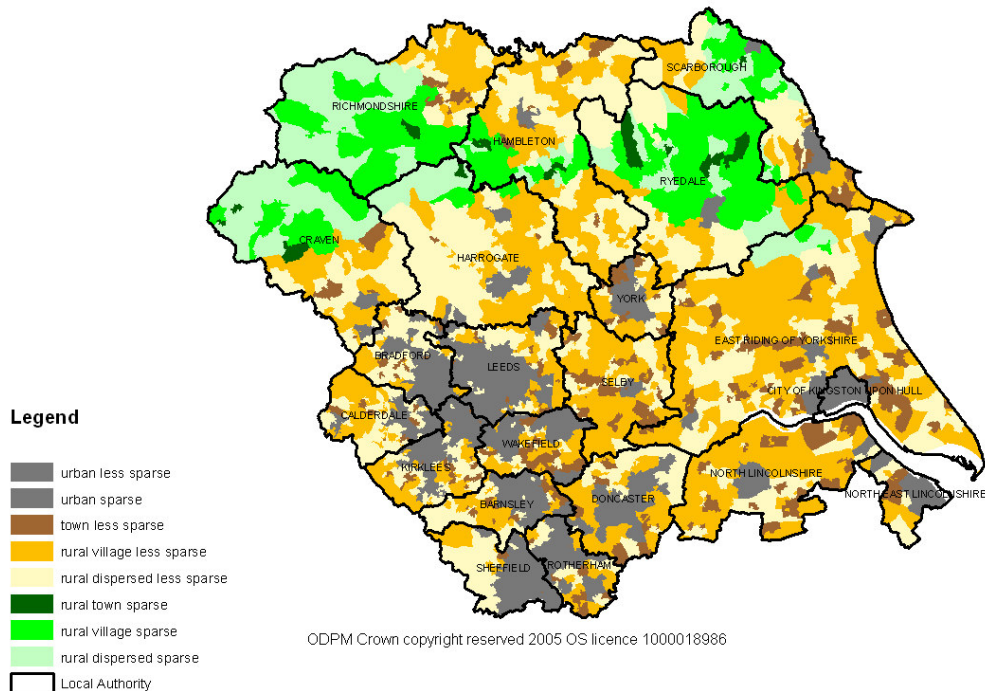 SCARBOROUGH
RICHMONDSHIRE
HAMBLETON
RYEDALE
CRAVEN
HARROGATE
YORK
EAST RIDING OF YORKSHIRE
BRADFORD
LEEDS
SELBY
CITY OF KINGSTON UPON HULL
CALDERDALE
WAKEFIELD
KIRKLEES
NORTH LINCOLNSHIRE
BARNSLEY
DONCASTER
NORTH EAST LINCOLNSHIRE
SHEFFIELD
ROTHERHAM
Legend
urban less sparse
urban sparse
town less sparse
rural village less sparse
rural dispersed less sparse
rural town sparse
rural village sparse
rural dispersed sparse
Local Authority
ODPM Crown copyright reserved 2005 OS licence 1000018986